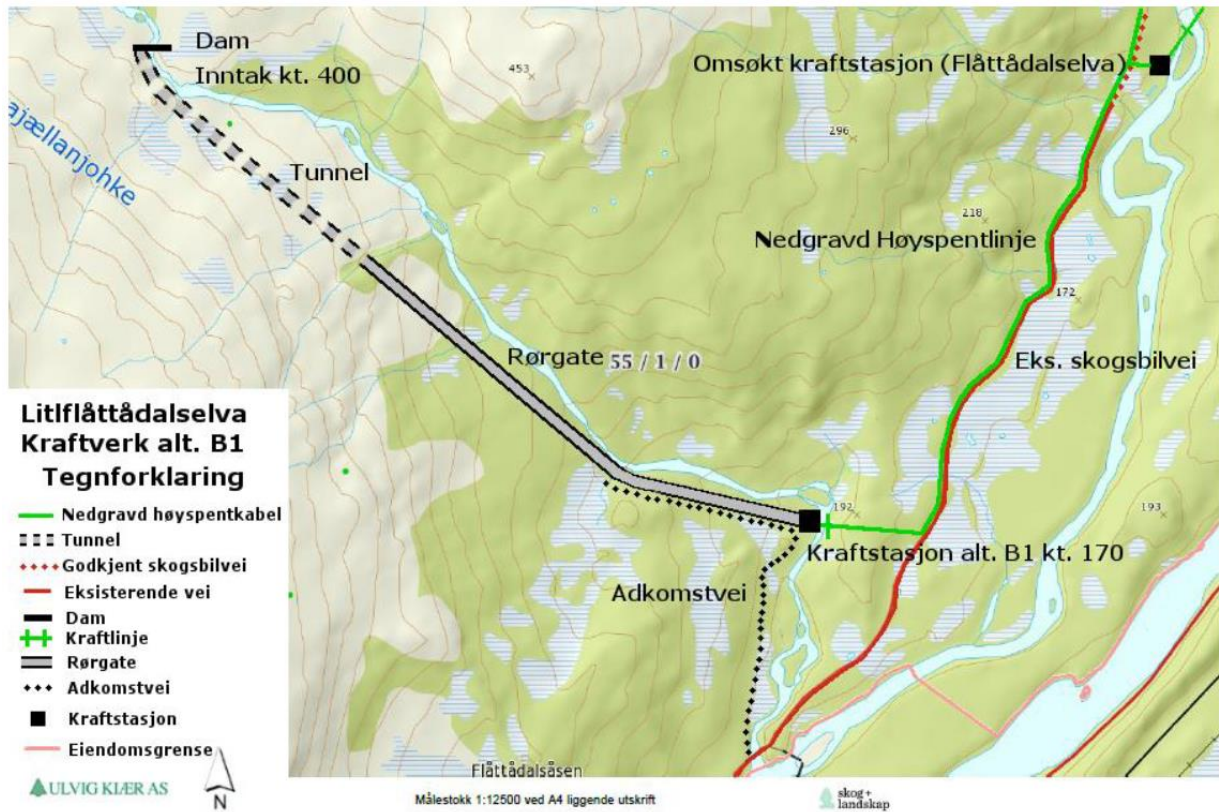 Dam
Inntak kt. 400
453
Omsøkt kraftstasjon (Flåttådalselva)
296
ajællanjohke
Tunnel
218
Nedgravd Høyspentlinje
172
Rørgate
55 / 1 / 0
Eks. skogsbilvei
Litlflåttådalselva
Kraftverk alt. B1
Tegnforklaring
Nedgravd høyspentkabel
Tunnel
Godkjent skogsbilvei
Eksisterende vei
Dam
Kraftlinje
Rørgate
Adkomstvei
Kraftstasjon
Eiendomsgrense
192
193
Kraftstasjon alt. B1 kt. 170
Adkomstvei
Flåttådalsåsen
ULVIG KIÆR AS
N
Målestokk 1:12500 ved A4 liggende utskrift
skog+
landskap